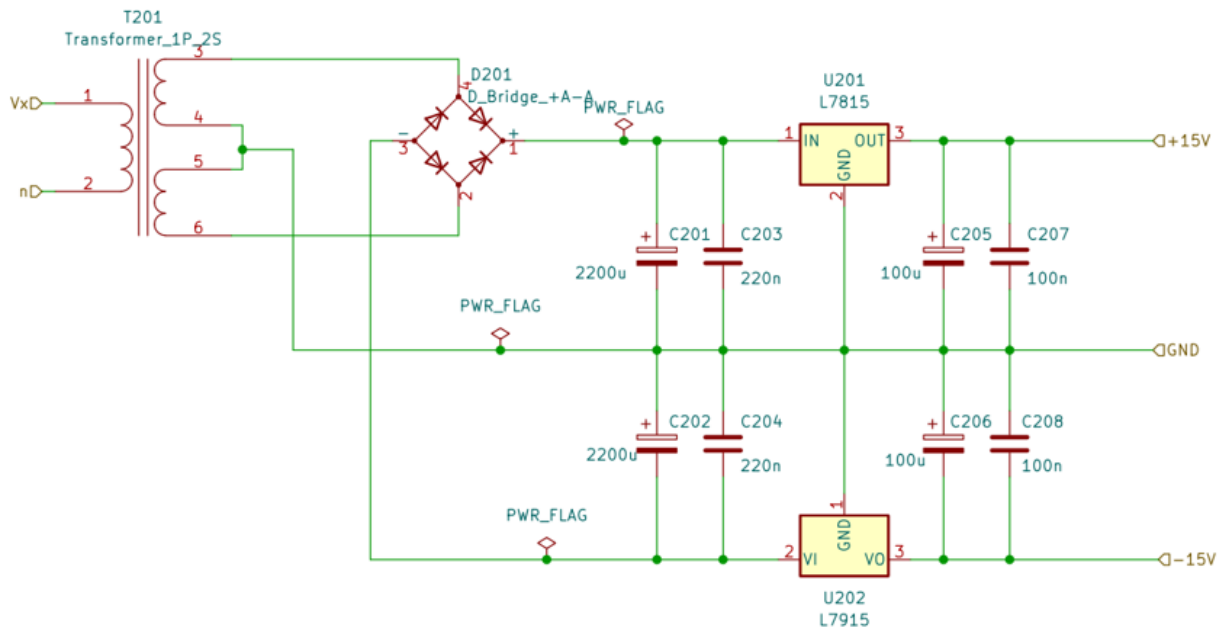 T201
Transformer_1P_2S
3
D201
4
D_Bridge_+A-A
PWR_FLAG
U201
L7815
Vx
1
4
-
3
+
1
1
IN
OUT
3
GND
2
+15V
n
2
5
6
2
+
C201
2200u
C203
220n
+
C205
100u
C207
100n
PWR_FLAG
GND
+
C202
2200u
C204
220n
+
C206
100u
C208
100n
PWR_FLAG
1
GND
2
VI
VO
3
-15V
U202
L7915